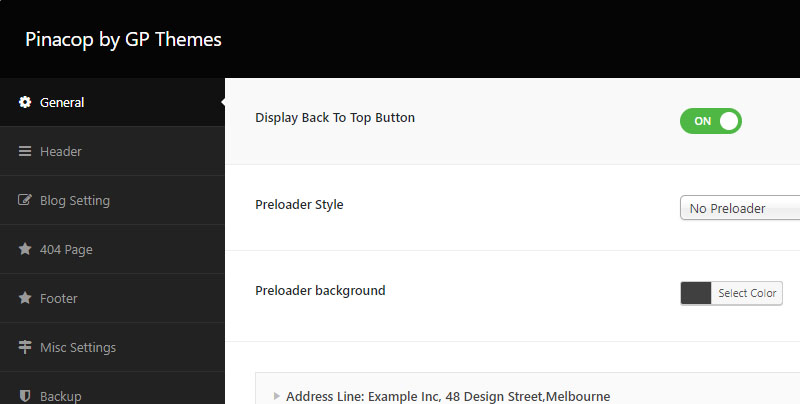 Pinacop by GP Themes
General
Header
Blog Setting
404 Page
Footer
Misc Settings
Backup
Display Back To Top Button
ON
Preloader Style
No Preloader
Preloader background
Select Color
Address Line: Example Inc, 48 Design Street,Melbourne